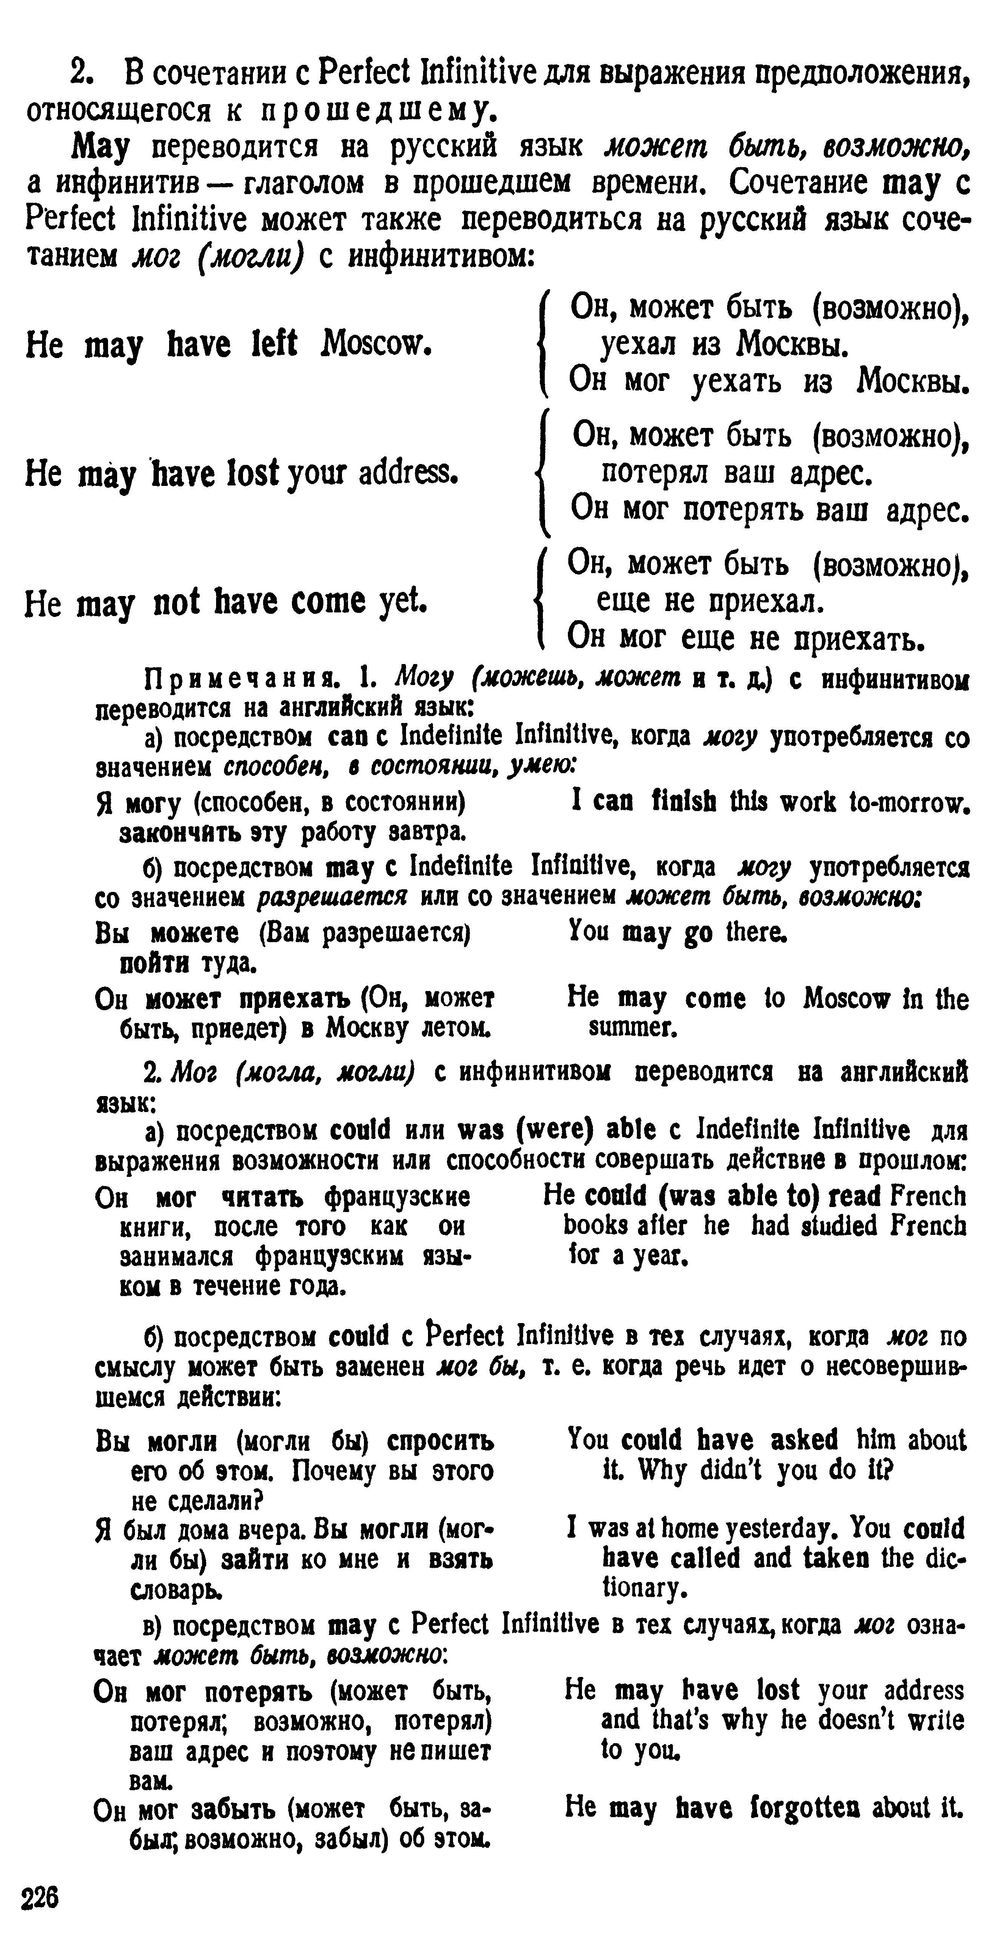 2. В сочетании с Perfect Infinitive для выражения предположения,
относящегося к прошедшему.
May переводится на русский язык может быть, возможно,
а инфинитив — глаголом в прошедшем времени. Сочетание may с
Perfect Infinitive может также переводиться на русский язык соче-
танием мог (могли) с инфинитивом:
He may have left Moscow.
Он, может быть (возможно),
уехал из Москвы.
Он мог уехать из Москвы.
He may have lost your address.
Он, может быть (возможно),
потерял ваш адрес.
Он мог потерять ваш адрес.
He may not have come yet.
Он, может быть (возможно),
еще не приехал.
Он мог еще не приехать.
Примечания. 1. Могу (можешь, может и т. д.) с инфинитивом
переводится на английский язык:
а) посредством can с Indefinite Infinitive, когда могу употребляется со
значением способен, в состоянии, умею:
Я могу (способен, в состоянии)
закончить эту работу завтра.
I can finish this work to-morrow.
б) посредством may с Indefinite Infinitive, когда могу употребляется
со значением разрешается или со значением может быть, возможно:
Вы можете (Вам разрешается)
пойти туда.
You may go there.
Он может приехать (Он, может
быть, приедет) в Москву летом.
He may come to Moscow in the
summer.
2. Мог (могла, могли) с инфинитивом переводится на английский
язык:
а) посредством could или was (were) able с Indefinite Infinitive для
выражения возможности или способности совершать действие в прошлом:
Он мог читать французские
книги, после того как он
занимался французским язы-
ком в течение года.
He could (was able to) read French
books after he had studied French
for a year.
б) посредством could с Perfect Infinitive в тех случаях, когда мог по
смыслу может быть заменен мог бы, т. е. когда речь идет о несовершив-
шемся действии:
Вы могли (могли бы) спросить
его об этом. Почему вы этого
не сделали?
You could have asked him about
it. Why didn't you do it?
Я был дома вчера. Вы могли (мог-
ли бы) зайти ко мне и взять
словарь.
I was at home yesterday. You could
have called and taken the dic-
tionary.
в) посредством may с Perfect Infinitive в тех случаях, когда мог озна-
чает может быть, возможно:
Он мог потерять (может быть,
потерял; возможно, потерял)
ваш адрес и поэтому не пишет
вам.
He may have lost your address
and that's why he doesn't write
to you.
Он мог забыть (может быть, за-
был; возможно, забыл) об этом.
He may have forgotten about it.
226